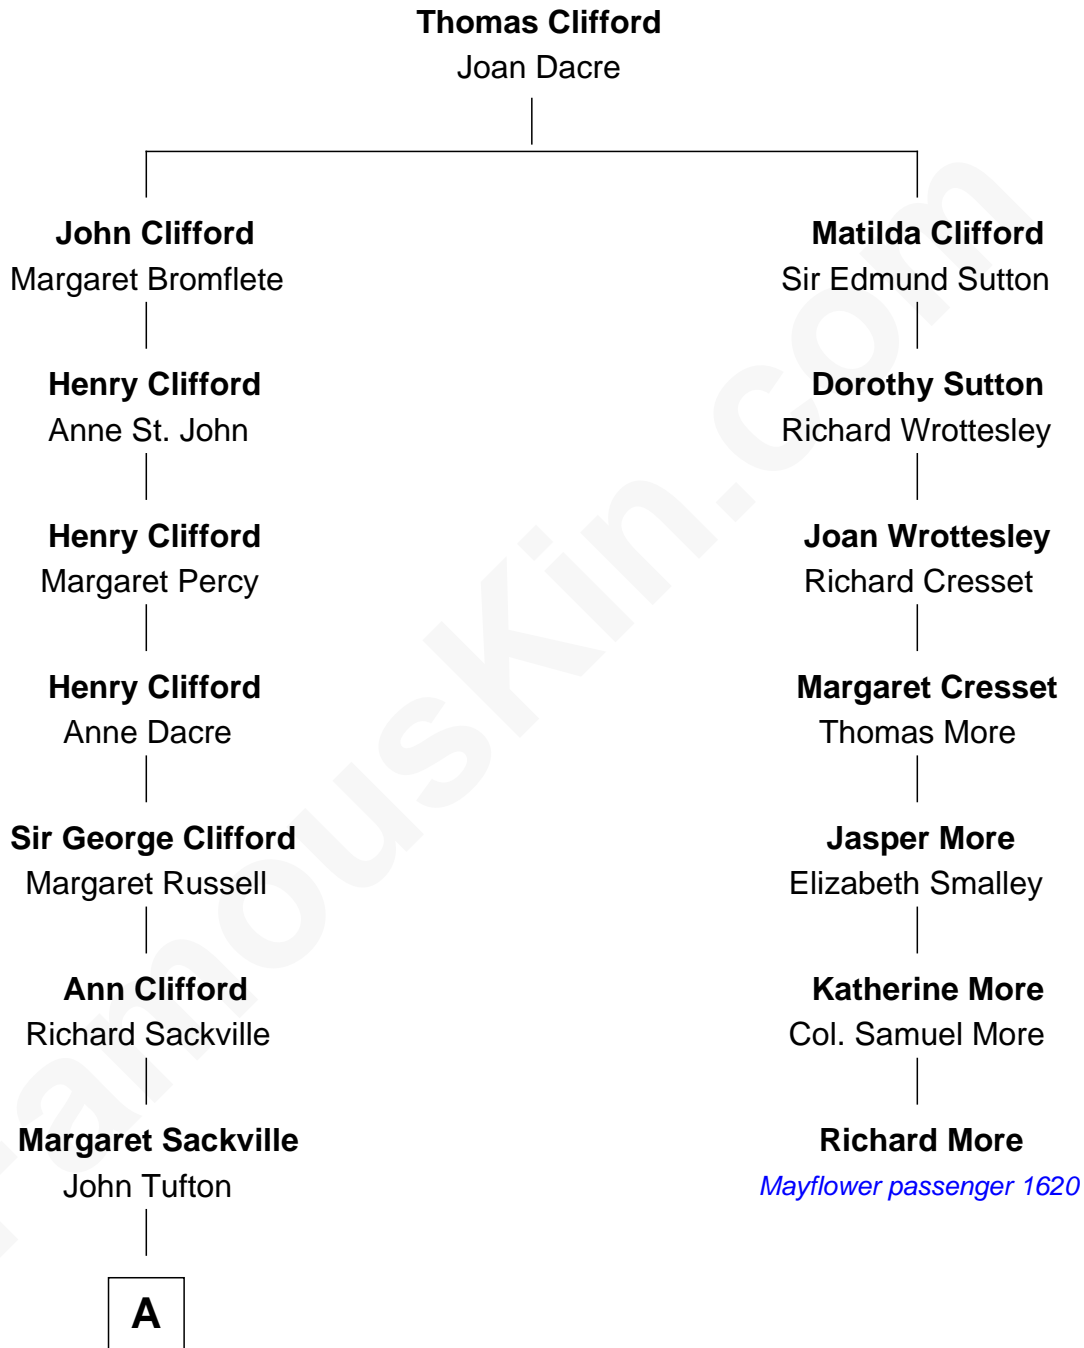 Thomas Clifford
Joan Dacre
John Clifford
Margaret Bromflete
Matilda Clifford
Sir Edmund Sutton
Henry Clifford
Anne St. John
Dorothy Sutton
Richard Wrottesley
Henry Clifford
Margaret Percy
Joan Wrottesley
Richard Cresset
Henry Clifford
Anne Dacre
Margaret Cresset
Thomas More
Sir George Clifford
Margaret Russell
Jasper More
Elizabeth Smalley
Ann Clifford
Richard Sackville
Katherine More
Col. Samuel More
Margaret Sackville
John Tufton
Richard More
Mayflower passenger 1620
A
FamousKin.com